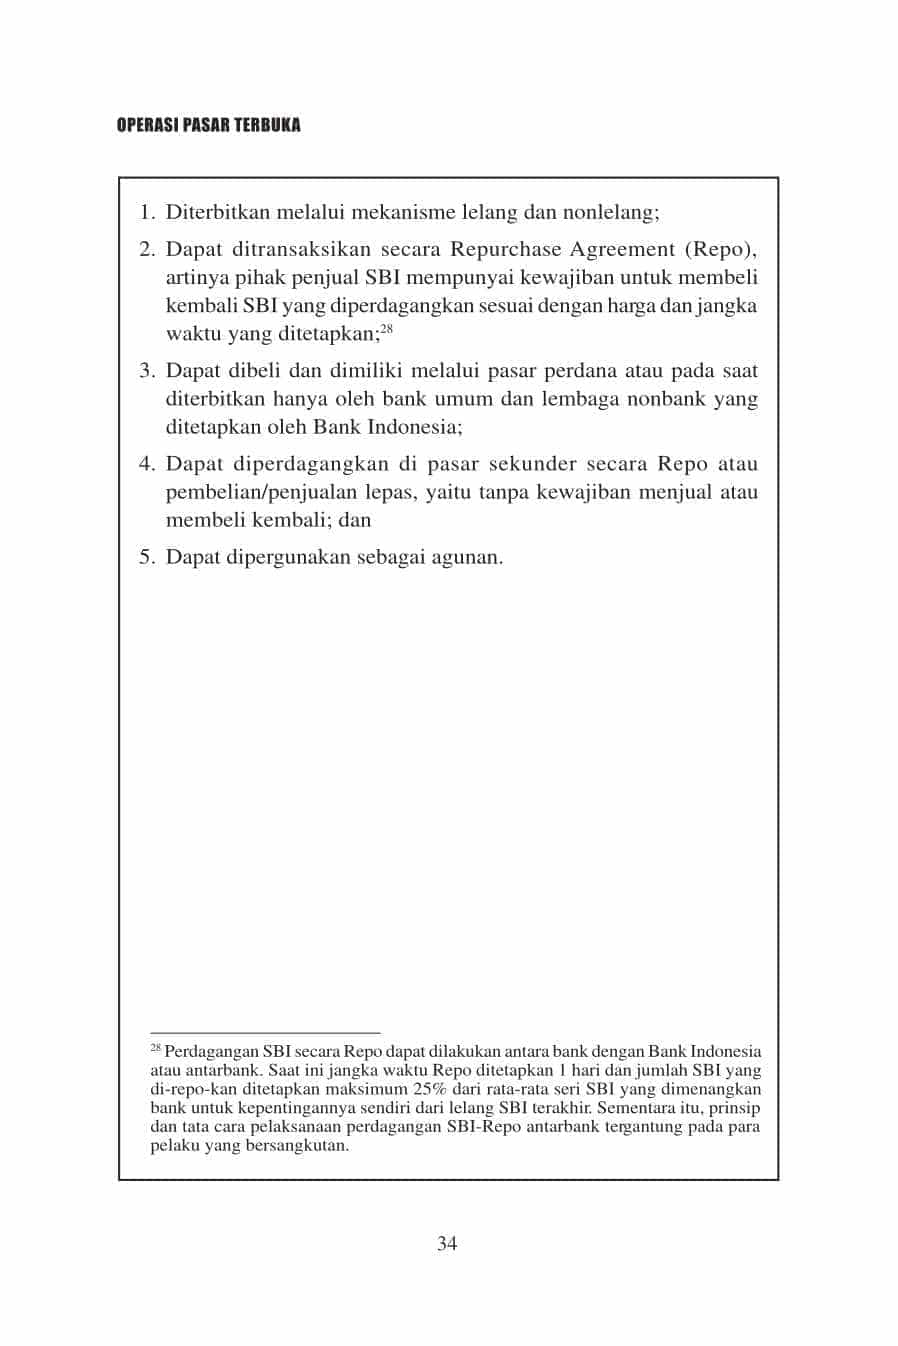 OPERASI PASAR TERBUKA
1. Diterbitkan melalui mekanisme lelang dan nonlelang;
2. Dapat ditransaksikan secara Repurchase Agreement (Repo),
artinya pihak penjual SBI mempunyai kewajiban untuk membeli
kembali SBI yang diperdagangkan sesuai dengan harga dan jangka
waktu yang ditetapkan;28
3. Dapat dibeli dan dimiliki melalui pasar perdana atau pada saat
diterbitkan hanya oleh bank umum dan lembaga nonbank yang
ditetapkan oleh Bank Indonesia;
4. Dapat diperdagangkan di pasar sekunder secara Repo atau
pembelian/penjualan lepas, yaitu tanpa kewajiban menjual atau
membeli kembali; dan
5. Dapat dipergunakan sebagai agunan.
28 Perdagangan SBI secara Repo dapat dilakukan antara bank dengan Bank Indonesia
atau antarbank. Saat ini jangka waktu Repo ditetapkan 1 hari dan jumlah SBI yang
di-repo-kan ditetapkan maksimum 25% dari rata-rata seri SBI yang dimenangkan
bank untuk kepentingannya sendiri dari lelang SBI terakhir. Sementara itu, prinsip
dan tata cara pelaksanaan perdagangan SBI-Repo antarbank tergantung pada para
pelaku yang bersangkutan.
34